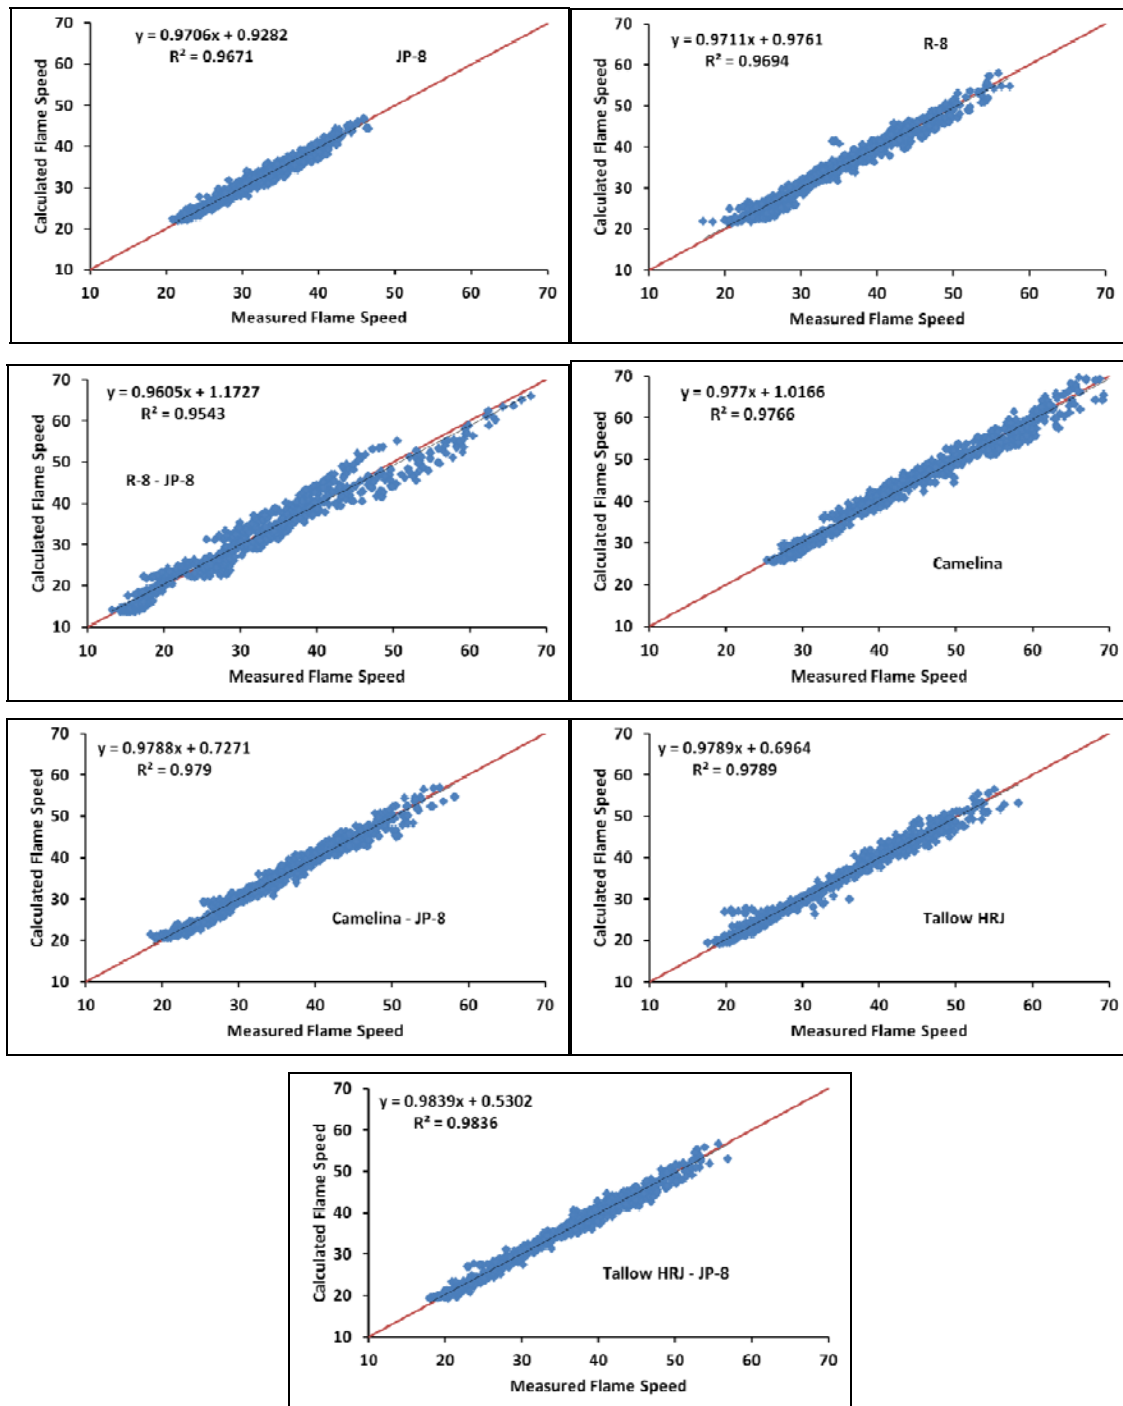 y = 0.9706x + 0.9282
R² = 0.9671
JP-8
Calculated Flame Speed
70
60
50
40
30
20
10
10 20 30 40 50 60 70
Measured Flame Speed
y = 0.9711x + 0.9761
R² = 0.9694
R-8
Calculated Flame Speed
70
60
50
40
30
20
10
10 20 30 40 50 60 70
Measured Flame Speed
y = 0.9605x + 1.1727
R² = 0.9543
R-8 - JP-8
Calculated Flame Speed
70
60
50
40
30
20
10
10 20 30 40 50 60 70
Measured Flame Speed
y = 0.977x + 1.0166
R² = 0.9766
Camelina
Calculated Flame Speed
70
60
50
40
30
20
10
10 20 30 40 50 60 70
Measured Flame Speed
y = 0.9788x + 0.7271
R² = 0.979
Camelina - JP-8
Calculated Flame Speed
70
60
50
40
30
20
10
10 20 30 40 50 60 70
Measured Flame Speed
y = 0.9789x + 0.6964
R² = 0.9789
Tallow HRJ
Calculated Flame Speed
70
60
50
40
30
20
10
10 20 30 40 50 60 70
Measured Flame Speed
y = 0.9839x + 0.5302
R² = 0.9836
Tallow HRJ - JP-8
Calculated Flame Speed
70
60
50
40
30
20
10
10 20 30 40 50 60 70
Measured Flame Speed